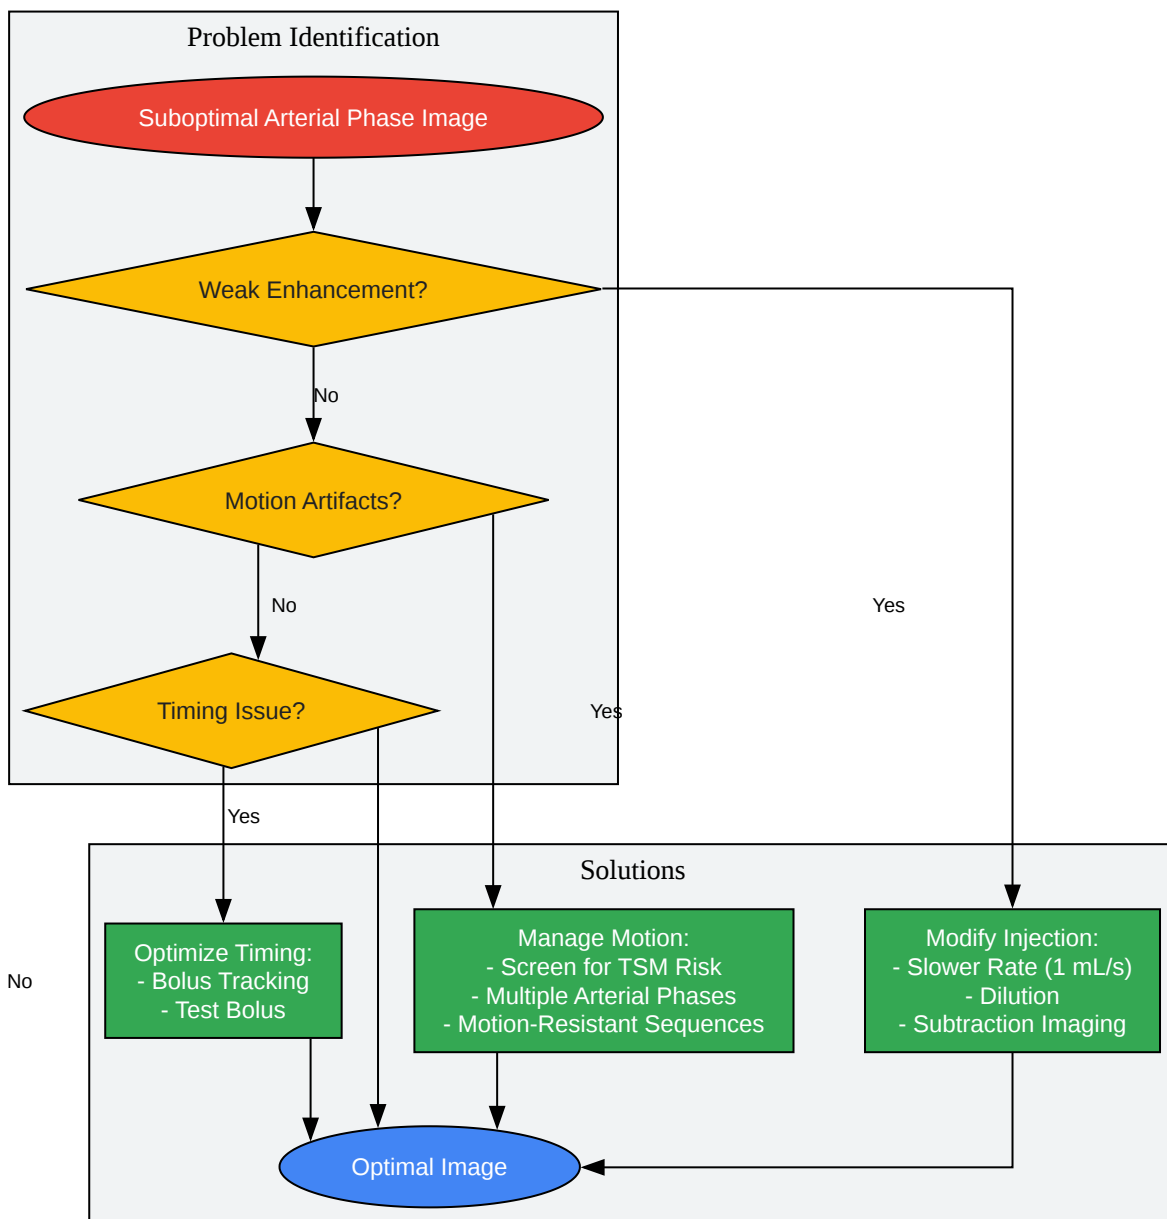 Problem Identification
Suboptimal Arterial Phase Image
Weak Enhancement?
No
Motion Artifacts?
No
Yes
Timing Issue?
Yes
Yes
Solutions
Optimize Timing:
- Bolus Tracking
- Test Bolus
Manage Motion:
- Screen for TSM Risk
- Multiple Arterial Phases
- Motion-Resistant Sequences
Modify Injection:
- Slower Rate (1 mL/s)
- Dilution
- Subtraction Imaging
No
Optimal Image